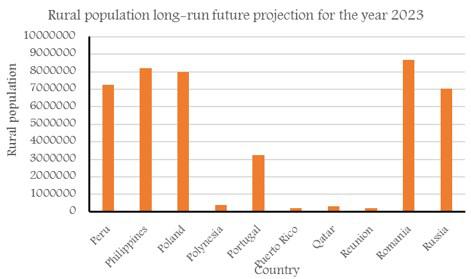 Rural population long-run future projection for the year 2023
Rural population
10000000
9000000
8000000
7000000
6000000
5000000
4000000
3000000
2000000
1000000
0
Peru
Philippines
Poland
Polynesia
Portugal
Puerto Rico
Qatar
Reunion
Romania
Russia
Country